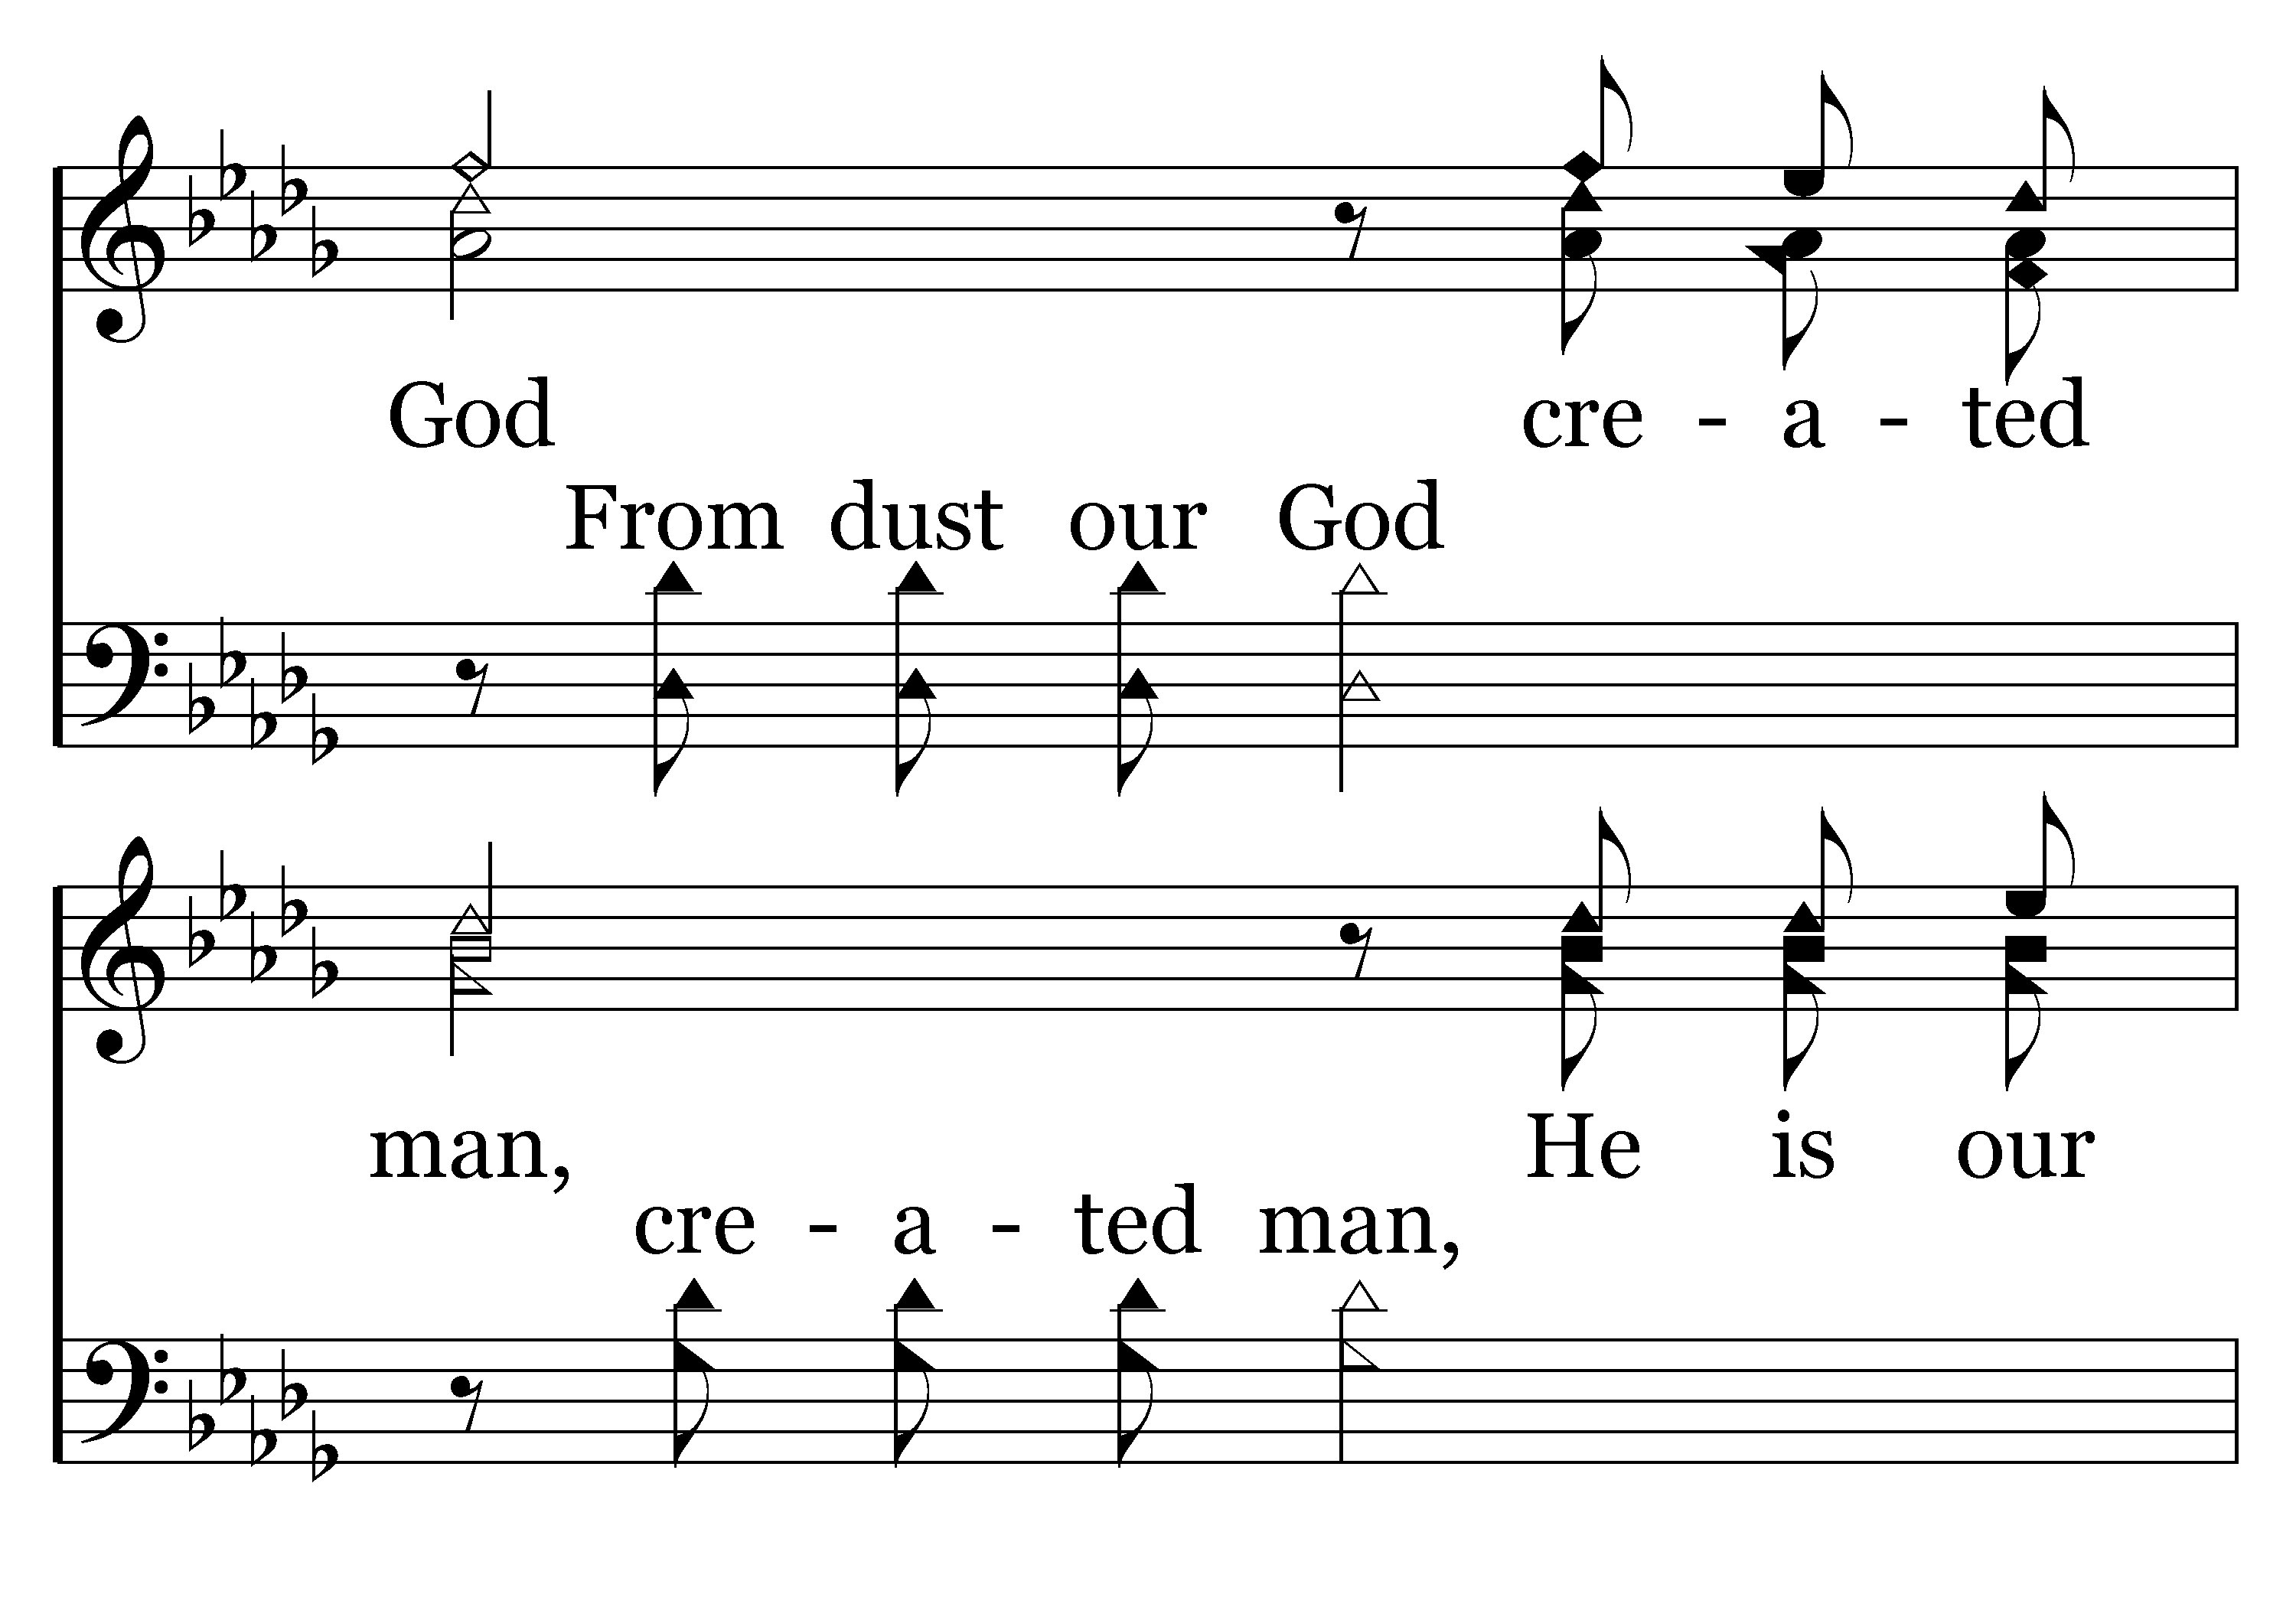 God cre - a - ted
From dust our God
man, He is our
cre - a - ted man,